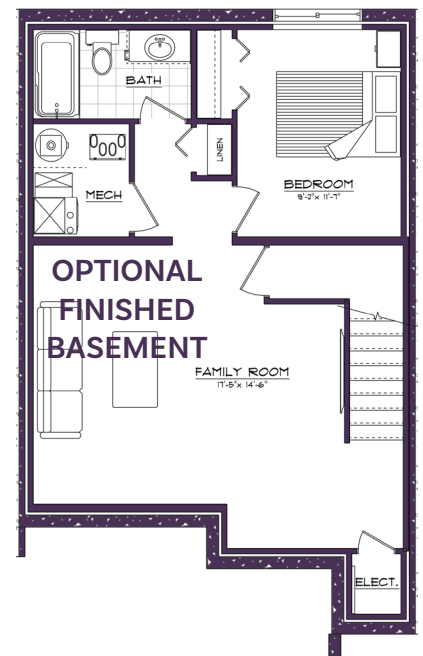 BATH
LINEN
MECH
BEDROOM
9'-2"x 11'-7"
OPTIONAL
FINISHED
BASEMENT
FAMILY ROOM
17'-5"x 14'-6"
ELECT.